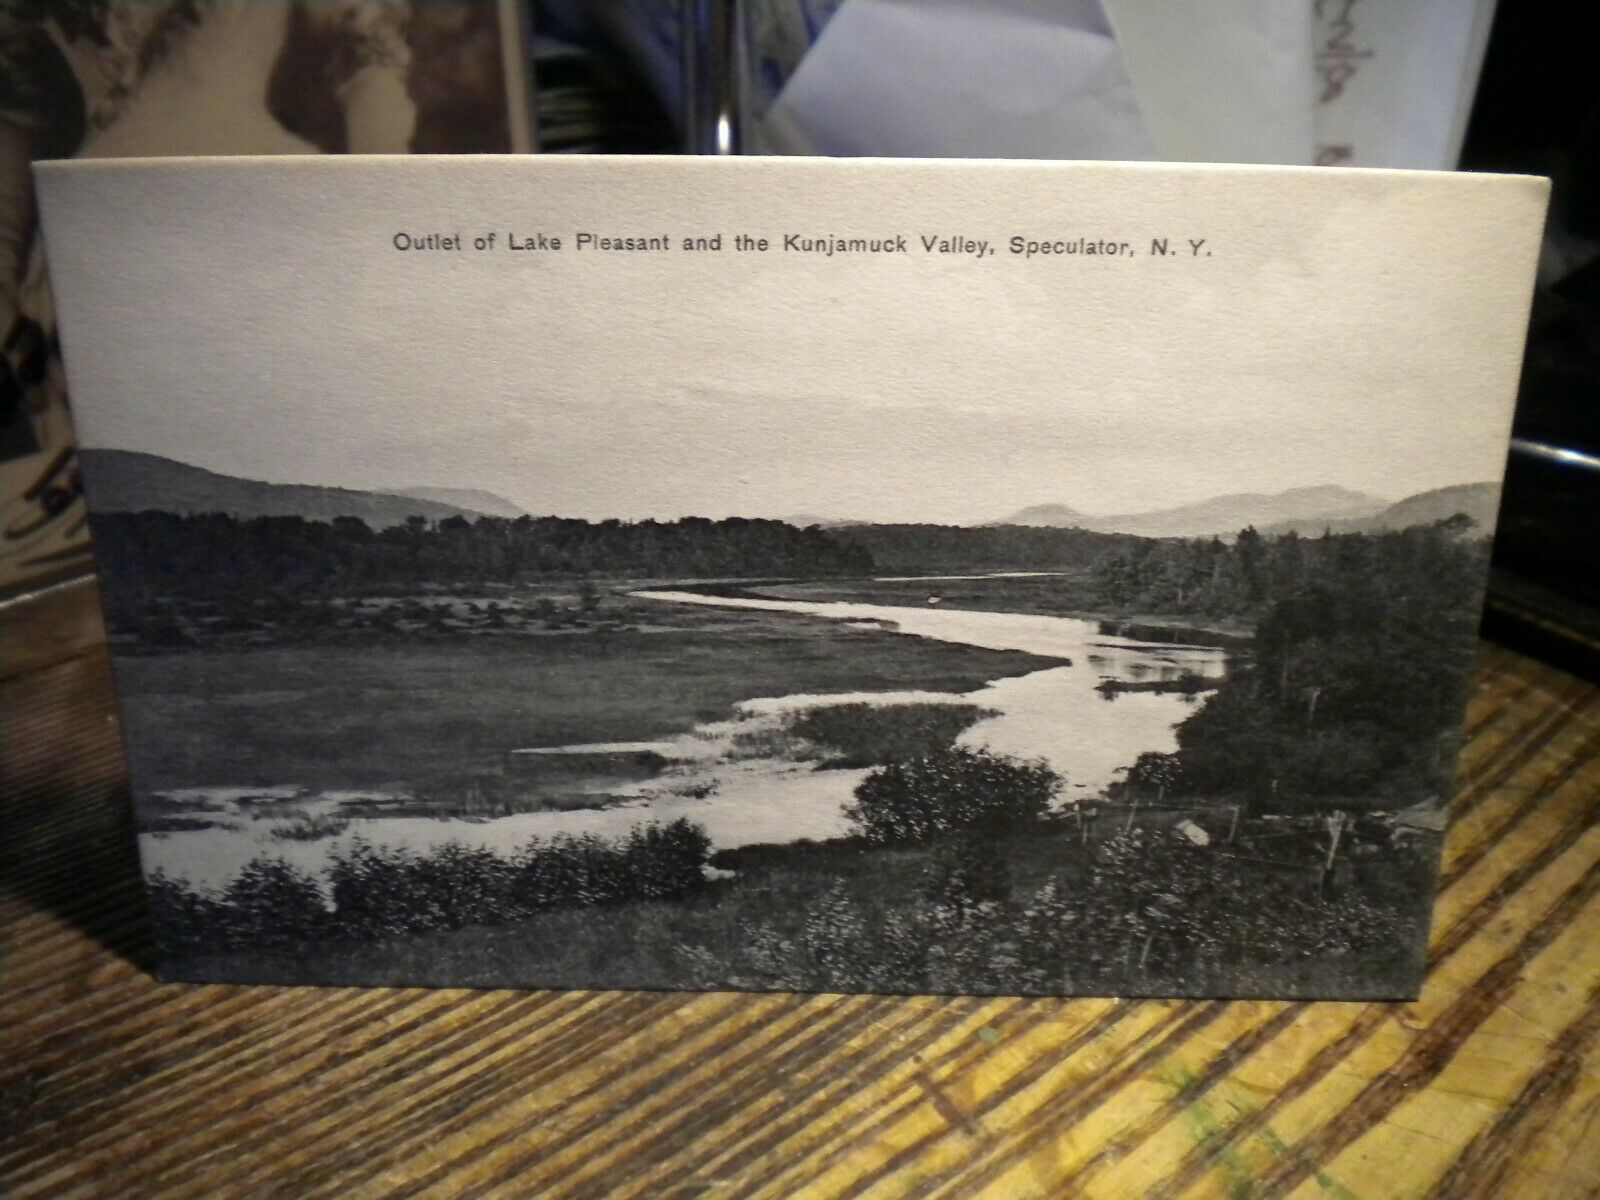 Outlet of Lake Pleasant and the Kunjamuck Valley, Speculator, N. Y.